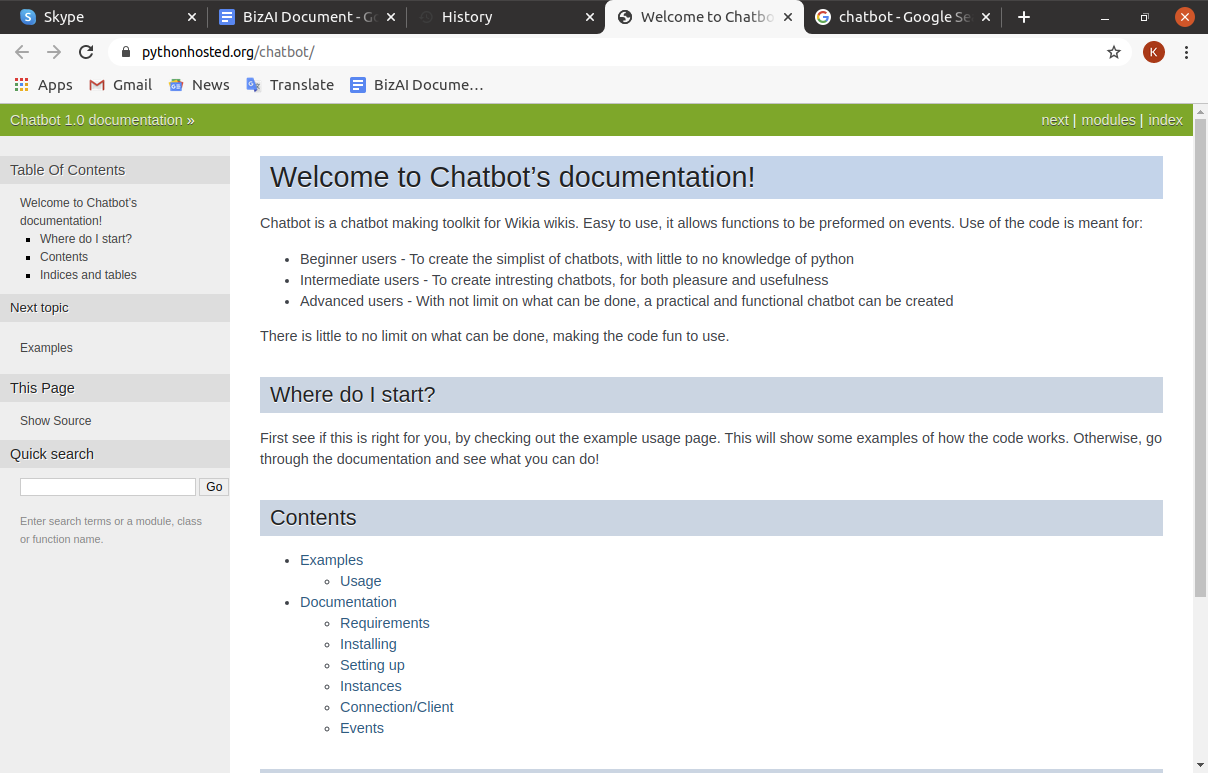 Skype
BizAI Document - Go
History
Welcome to Chatbo
chatbot - Google Se
pythonhosted.org/chatbot/
K
Apps
Gmail
News
Translate
BizAI Docume…
Chatbot 1.0 documentation »
next | modules | index
Table Of Contents
Welcome to Chatbot's
documentation!
Where do I start?
Contents
Indices and tables
Next topic
Examples
This Page
Show Source
Quick search
Go
Enter search terms or a module, class
or function name.
Welcome to Chatbot's documentation!
Chatbot is a chatbot making toolkit for Wikia wikis. Easy to use, it allows functions to be preformed on events. Use of the code is meant for:
Beginner users - To create the simplist of chatbots, with little to no knowledge of python
Intermediate users - To create intresting chatbots, for both pleasure and usefulness
Advanced users - With not limit on what can be done, a practical and functional chatbot can be created
There is little to no limit on what can be done, making the code fun to use.
Where do I start?
First see if this is right for you, by checking out the example usage page. This will show some examples of how the code works. Otherwise, go
through the documentation and see what you can do!
Contents
Examples
Usage
Documentation
Requirements
Installing
Setting up
Instances
Connection/Client
Events